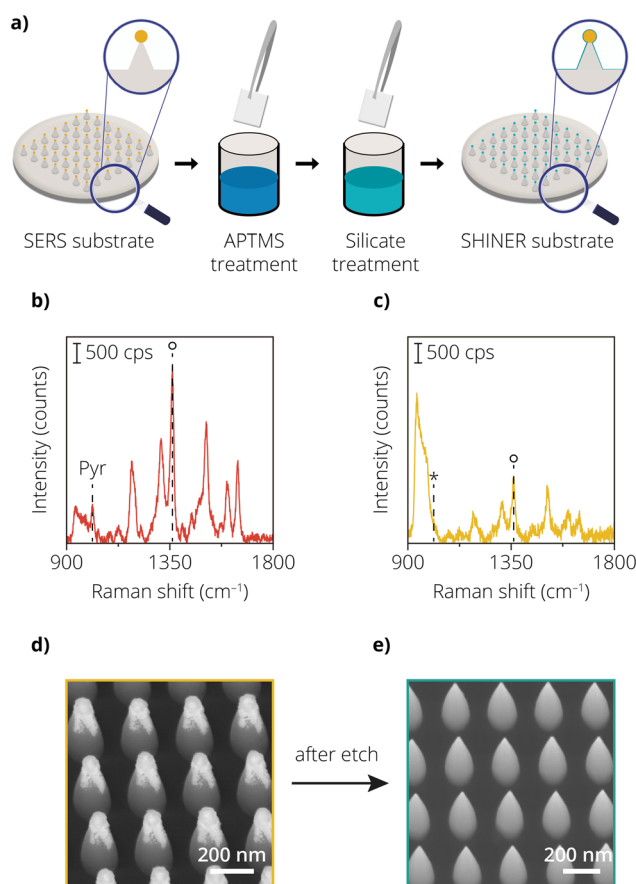 a)
SERS substrate
APTMS
treatment
Silicate
treatment
SHINER substrate
b)
500 cps
Pyr
Intensity (counts)
900
1350
1800
Raman shift (cm⁻¹)
c)
500 cps
*
Intensity (counts)
900
1350
1800
Raman shift (cm⁻¹)
d)
200 nm
after etch
e)
200 nm